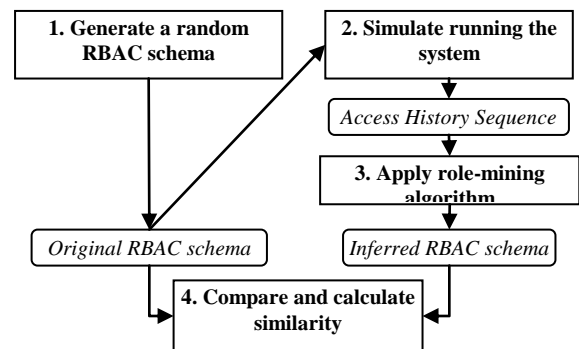 1. Generate a random
RBAC schema
2. Simulate running the
system
Access History Sequence
3. Apply role-mining
algorithm
Original RBAC schema
Inferred RBAC schema
4. Compare and calculate
similarity